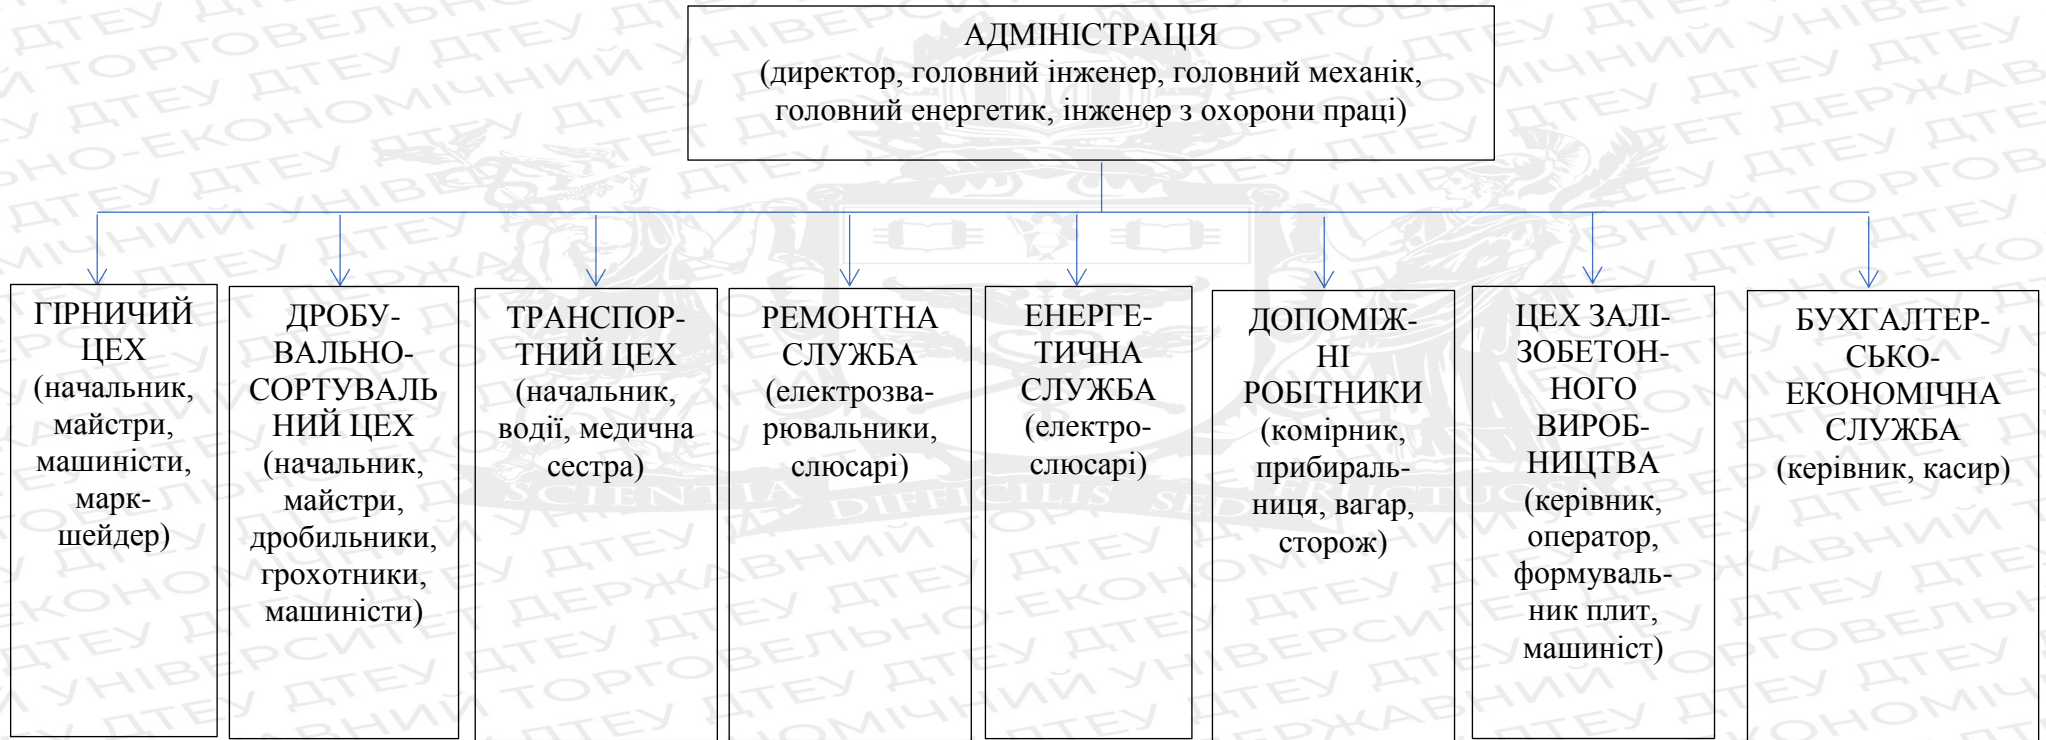 АДМІНІСТРАЦІЯ
(директор, головний інженер, головний механік,
головний енергетик, інженер з охорони праці)
ГІРНИЧИЙ
ЦЕХ
(начальник,
майстри,
машиністи,
марк-
шейдер)
ДРОБУ-
ВАЛЬНО-
СОРТУВАЛЬ
НИЙ ЦЕХ
(начальник,
майстри,
дробильники,
грохотники,
машиністи)
ТРАНСПОР-
ТНИЙ ЦЕХ
(начальник,
водії, медична
сестра)
РЕМОНТНА
СЛУЖБА
(електрозва-
рювальники,
слюсарі)
ЕНЕРГЕ-
ТИЧНА
СЛУЖБА
(електро-
слюсарі)
ДОПОМІЖ-
НІ
РОБІТНИКИ
(комірник,
прибираль-
ниця, вагар,
сторож)
ЦЕХ ЗАЛІ-
ЗОБЕТОН-
НОГО
ВИРОБ-
НИЦТВА
(керівник,
оператор,
формуваль-
ник плит,
машиніст)
БУХГАЛТЕР-
СЬКО-
ЕКОНОМІЧНА
СЛУЖБА
(керівник, касир)